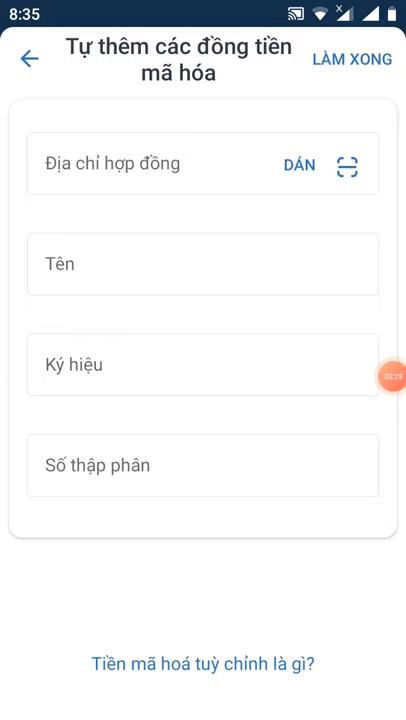 8:35
Tự thêm các đồng tiền
mã hóa
LÀM XONG
Địa chỉ hợp đồng
DÁN
Tên
Ký hiệu
02:29
Số thập phân
Tiền mã hoá tuỳ chỉnh là gì?